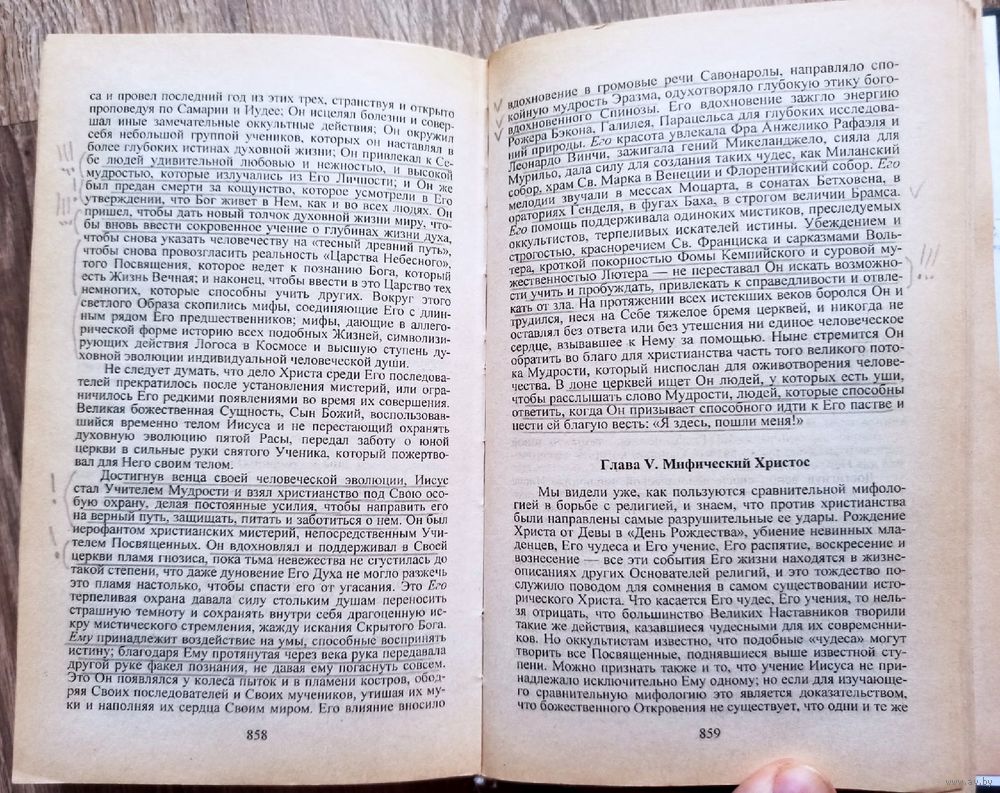 са и провел последний год из этих трех, странствуя и открыто
проповедуя по Самарии и Иудее; Он исцелял болезни и совер-
шал иные замечательные оккультные действия; Он окружил
себя небольшой группой учеников, которых он наставлял в
более глубоких истинах духовной жизни; Он привлекал к Се-
бе людей удивительной любовью и нежностью, и высокой
мудростью, которые излучались из Его Личности; и Он же
был предан смерти за кощунство, которое усмотрели в Его
утверждении, что Бог живет в Нем, как и во всех людях. Он
пришел, чтобы дать новый толчок духовной жизни миру, что-
бы вновь ввести сокровенное учение о глубинах жизни духа,
чтобы снова указать человечеству на «тесный древний путь»,
чтобы снова провозгласить реальность «Царства Небесного»,
того Посвящения, которое ведет к познанию Бога, который
есть Жизнь Вечная; и наконец, чтобы ввести в это Царство тех
немногих, которые способны учить других. Вокруг этого
светлого Образа скопились мифы, соединяющие Его с длин-
ным рядом Его предшественников; мифы, дающие в аллего-
рической форме историю всех подобных Жизней, символизи-
рующих действия Логоса в Космосе и высшую ступень ду-
ховной эволюции индивидуальной человеческой души.
Не следует думать, что дело Христа среди Его последова-
телей прекратилось после установления мистерий, или огра-
ничилось Его редкими появлениями во время их совершения.
Великая божественная Сущность, Сын Божий, воспользовав-
шийся временно телом Иисуса и не перестающий охранять
духовную эволюцию пятой Расы, передал заботу о юной
церкви в сильные руки святого Ученика, который пожертво-
вал для Него своим телом.
Достигнув венца своей человеческой эволюции, Иисус
стал Учителем Мудрости и взял христианство под Свою осо-
бую охрану, делая постоянные усилия, чтобы направить его
на верный путь, защищать, питать и заботиться о нем. Он был
иерофантом христианских мистерий, непосредственным Учи-
телем Посвященных. Он вдохновлял и поддерживал в Своей
церкви пламя гнозиса, пока тьма невежества не сгустилась до
такой степени, что даже дуновение Его Духа не могло разжечь
это пламя настолько, чтобы спасти его от угасания. Это Его
терпеливая охрана давала силу стольким душам переносить
страшную темноту и сохранять внутри себя драгоценную ис-
кру мистического стремления, жажду искания Скрытого Бога.
Ему принадлежит воздействие на умы, способные воспринять
истину; благодаря Ему протянутая через века рука передавала
другой руке факел познания, не давая ему погаснуть совсем.
Это Он появлялся у колеса пыток и в пламени костров, ободр-
ряя Своих последователей и Своих мучеников, утишая их му-
ки и наполняя их сердца Своим миром. Его влияние вносило
858
вдохновение в громовые речи Савонаролы, направляло спо-
койную мудрость Эразма, одухотворяло глубокую этику бого-
вдохновенного Спинозы. Его вдохновение зажгло энергию
Рожера Бэкона, Галилея, Парацельса для глубоких исследова-
ний природы. Его красота увлекала Фра Анжелико Рафаэля и
Леонардо Винчи, зажигала гений Микеланджело, сияла для
Мурильо, дала силу для создания таких чудес, как Миланский
собор, храм Св. Марка в Венеции и Флорентийский собор. Его
мелодии звучали в мессах Моцарта, в сонатах Бетховена, в
ораториях Генделя, в фугах Баха, в строгом величии Брамса.
Его помощь поддерживала одиноких мистиков, преследуемых
оккультистов, терпеливых искателей истины. Убеждением и
строгостью, красноречием Св. Франциска и сарказмами Воль-
тера, кроткой покорностью Фомы Кемпийского и суровой му-
жественностью Лютера — не переставал Он искать возможно-
сти учить и пробуждать, привлекать к справедливости и отвле-
кать от зла. На протяжении всех истекших веков боролся Он и
трудился, неся на Себе тяжелое бремя церквей, и никогда не
оставлял без ответа или без утешения ни единое человеческое
сердце, взывавшее к Нему за помощью. Ныне стремится Он
обратить во благо для христианства часть того великого пото-
ка Мудрости, который ниспослан для оживотворения челове-
чества. В лоне церквей ищет Он людей, у которых есть уши,
чтобы расслышать слово Мудрости, людей, которые способны
ответить, когда Он призывает способного идти к Его пастве и
нести ей благую весть: «Я здесь, пошли меня!»
Глава V. Мифический Христос
Мы видели уже, как пользуются сравнительной мифоло-
гией в борьбе с религией, и знаем, что против христианства
были направлены самые разрушительные ее удары. Рождение
Христа от Девы в «День Рождества», убиение невинных мла-
денцев, Его чудеса и Его учение, Его распятие, воскресение и
вознесение — все эти события Его жизни находятся в жизне-
описаниях других Основателей религий, и это тождество по-
служило поводом для сомнения в самом существовании исто-
рического Христа. Что касается Его чудес, Его учения, то нель-
зя отрицать, что большинство Великих Наставников творили
такие же действия, казавшиеся чудесными для их современни-
ков. Но оккультистам известно, что подобные «чудеса» могут
творить все Посвященные, поднявшиеся выше известной сту-
пени. Можно признать также и то, что учение Иисуса не при-
надлежало исключительно Ему одному; но если для изучающе-
го сравнительную мифологию это является доказательством,
что божественного Откровения не существует, что одни и те же
859
www.av.by